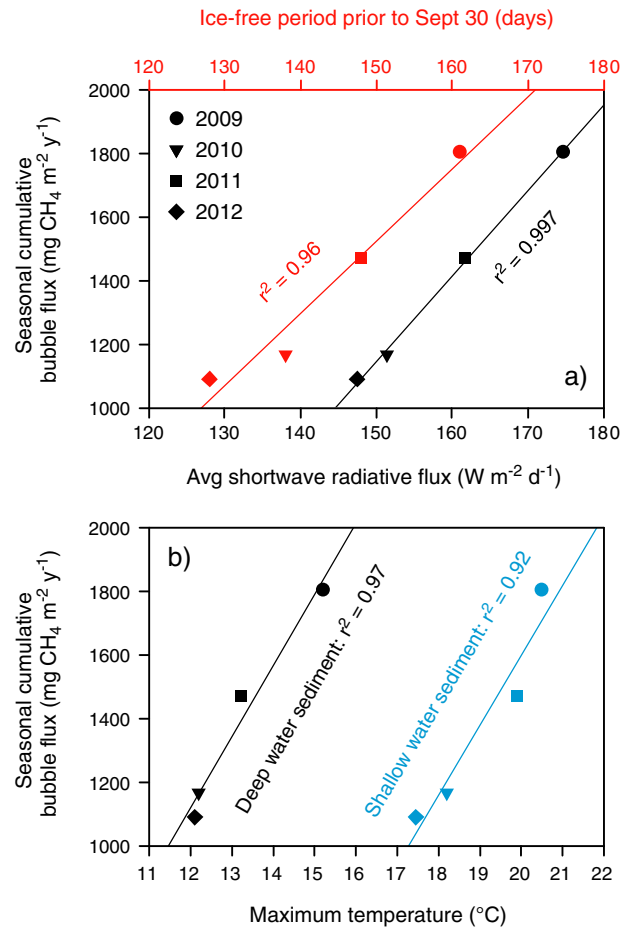 Ice-free period prior to Sept 30 (days)
120 130 140 150 160 170 180
2000
1800
1600
1400
1200
1000
Seasonal cumulative
bubble flux (mg CH₄ m⁻² y⁻¹)
2009
2010
2011
2012
r² = 0.96
r² = 0.997
a)
120 130 140 150 160 170 180
Avg shortwave radiative flux (W m⁻² d⁻¹)
b)
2000
1800
1600
1400
1200
1000
Seasonal cumulative
bubble flux (mg CH₄ m⁻² y⁻¹)
Deep water sediment: r² = 0.97
Shallow water sediment: r² = 0.92
11 12 13 14 15 16 17 18 19 20 21 22
Maximum temperature (°C)